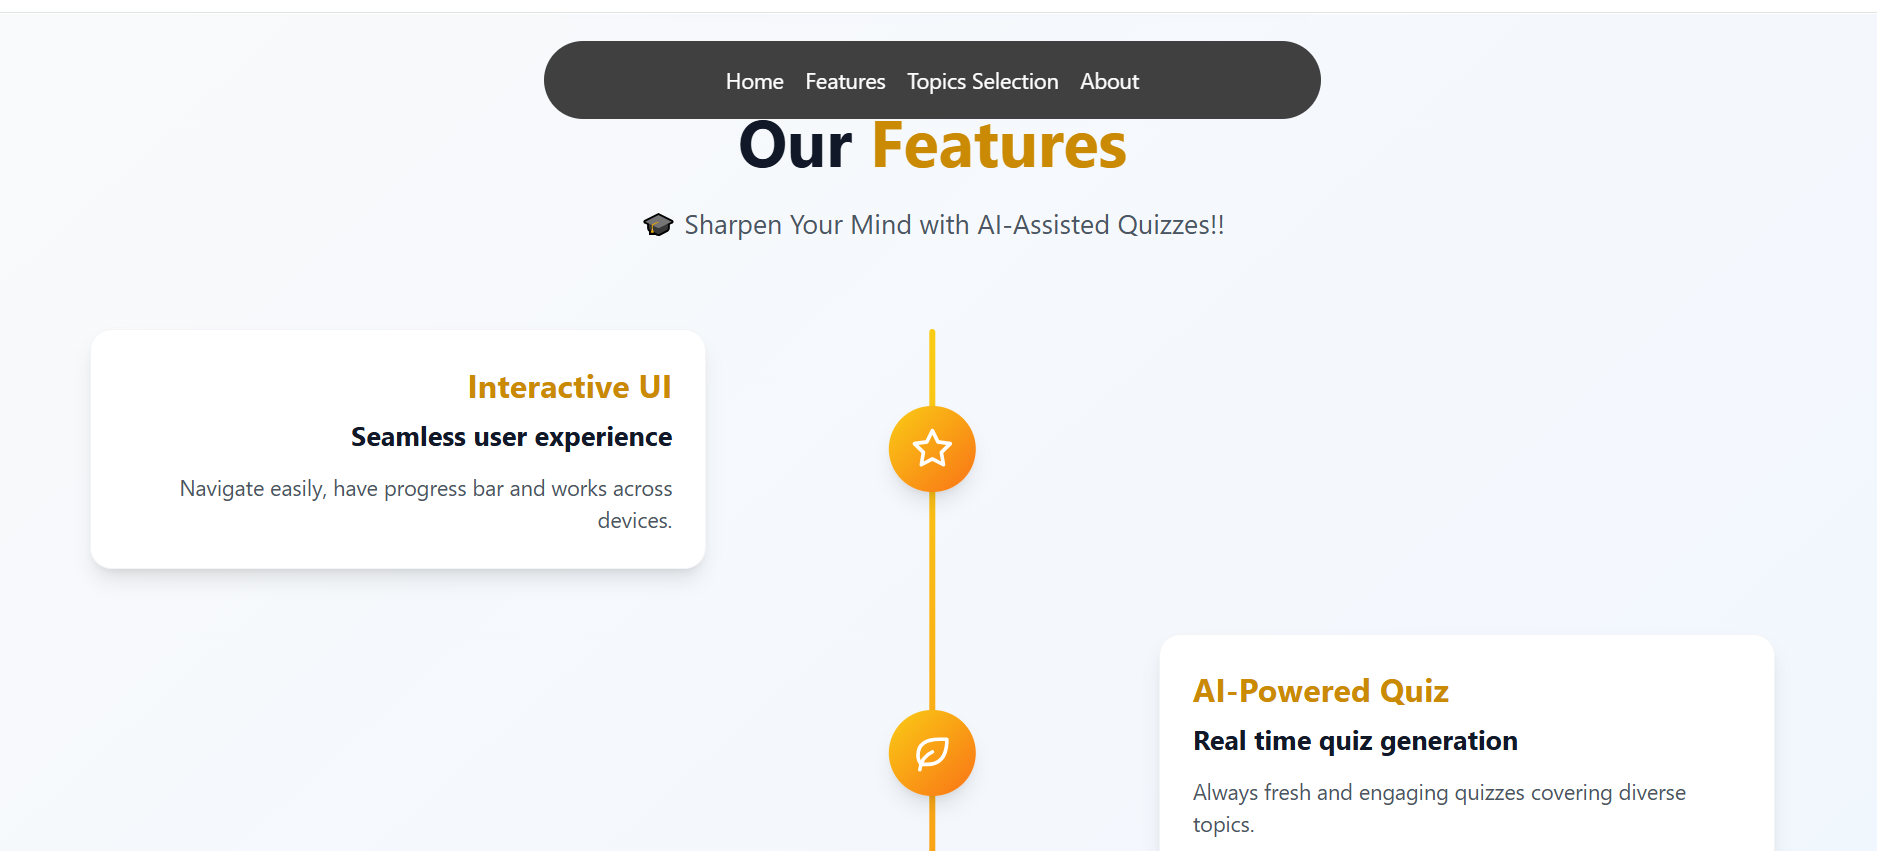 Home Features Topics Selection About
Our Features
🎓 Sharpen Your Mind with AI-Assisted Quizzes!!
Interactive UI
Seamless user experience
Navigate easily, have progress bar and works across
devices.
AI-Powered Quiz
Real time quiz generation
Always fresh and engaging quizzes covering diverse
topics.